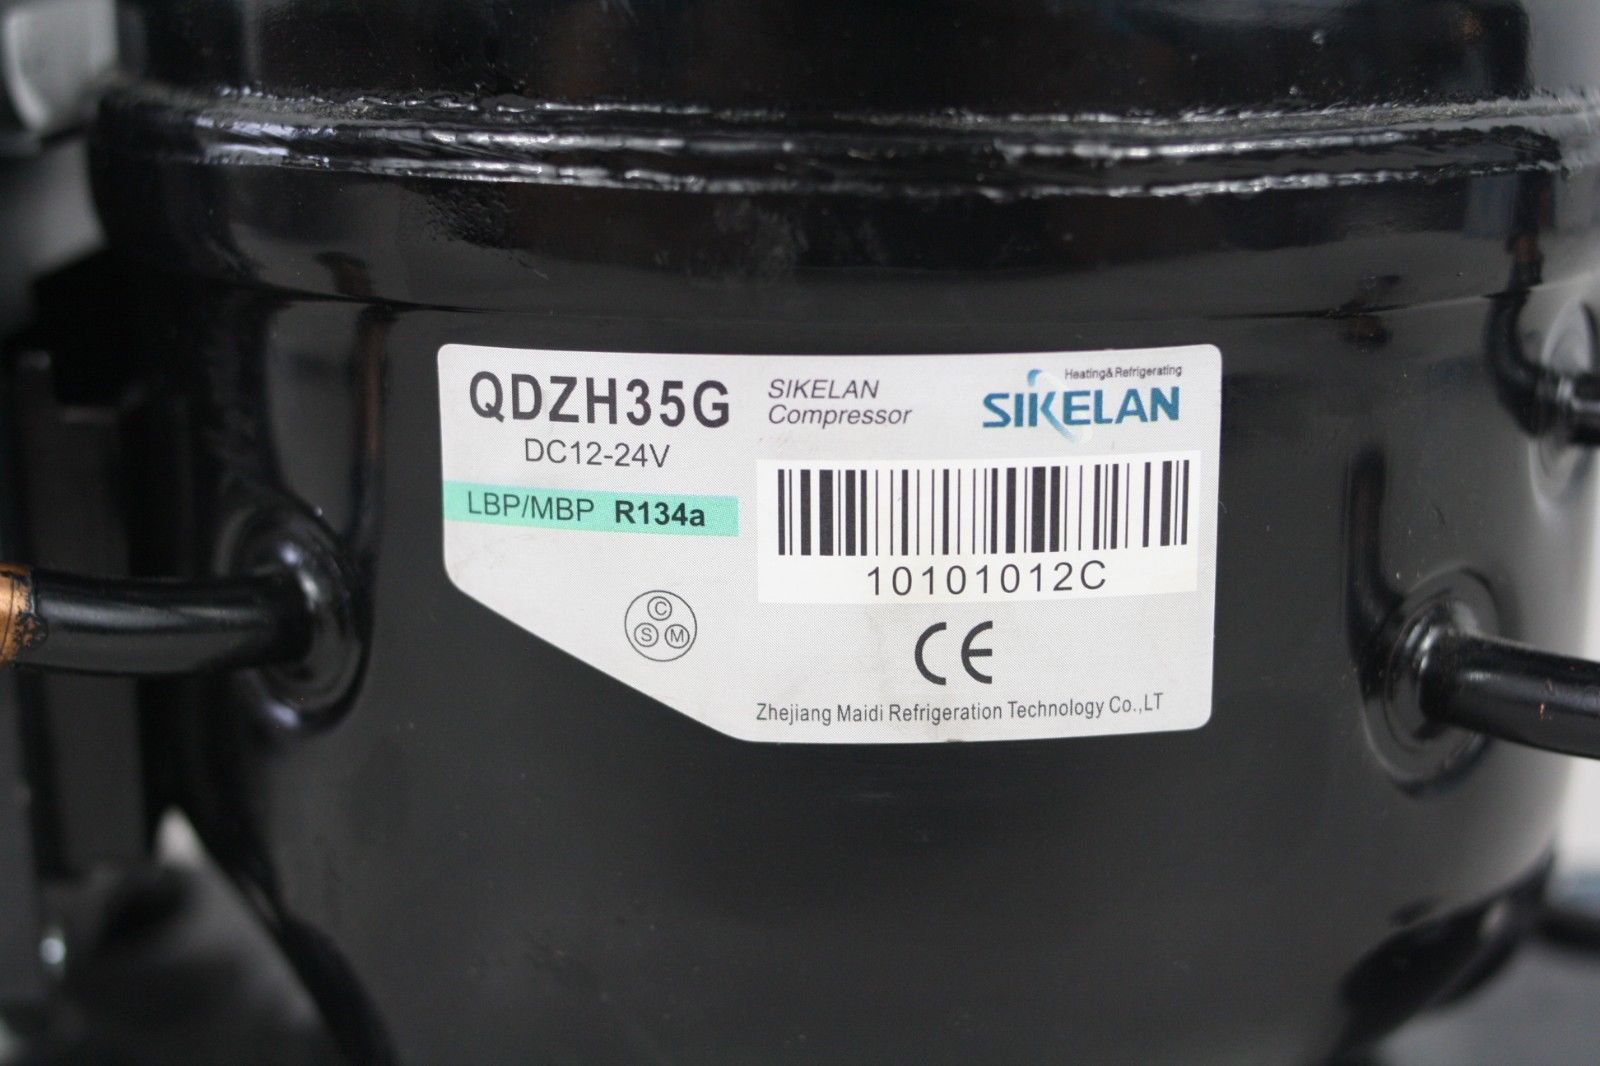 QDZH35G
DC12-24V
LBP/MBP R134a
SIKELAN
Compressor
Heating&Refrigerating
SIKELAN
10101012C
C
S M
CE
Zhejiang Maidi Refrigeration Technology Co.,LT